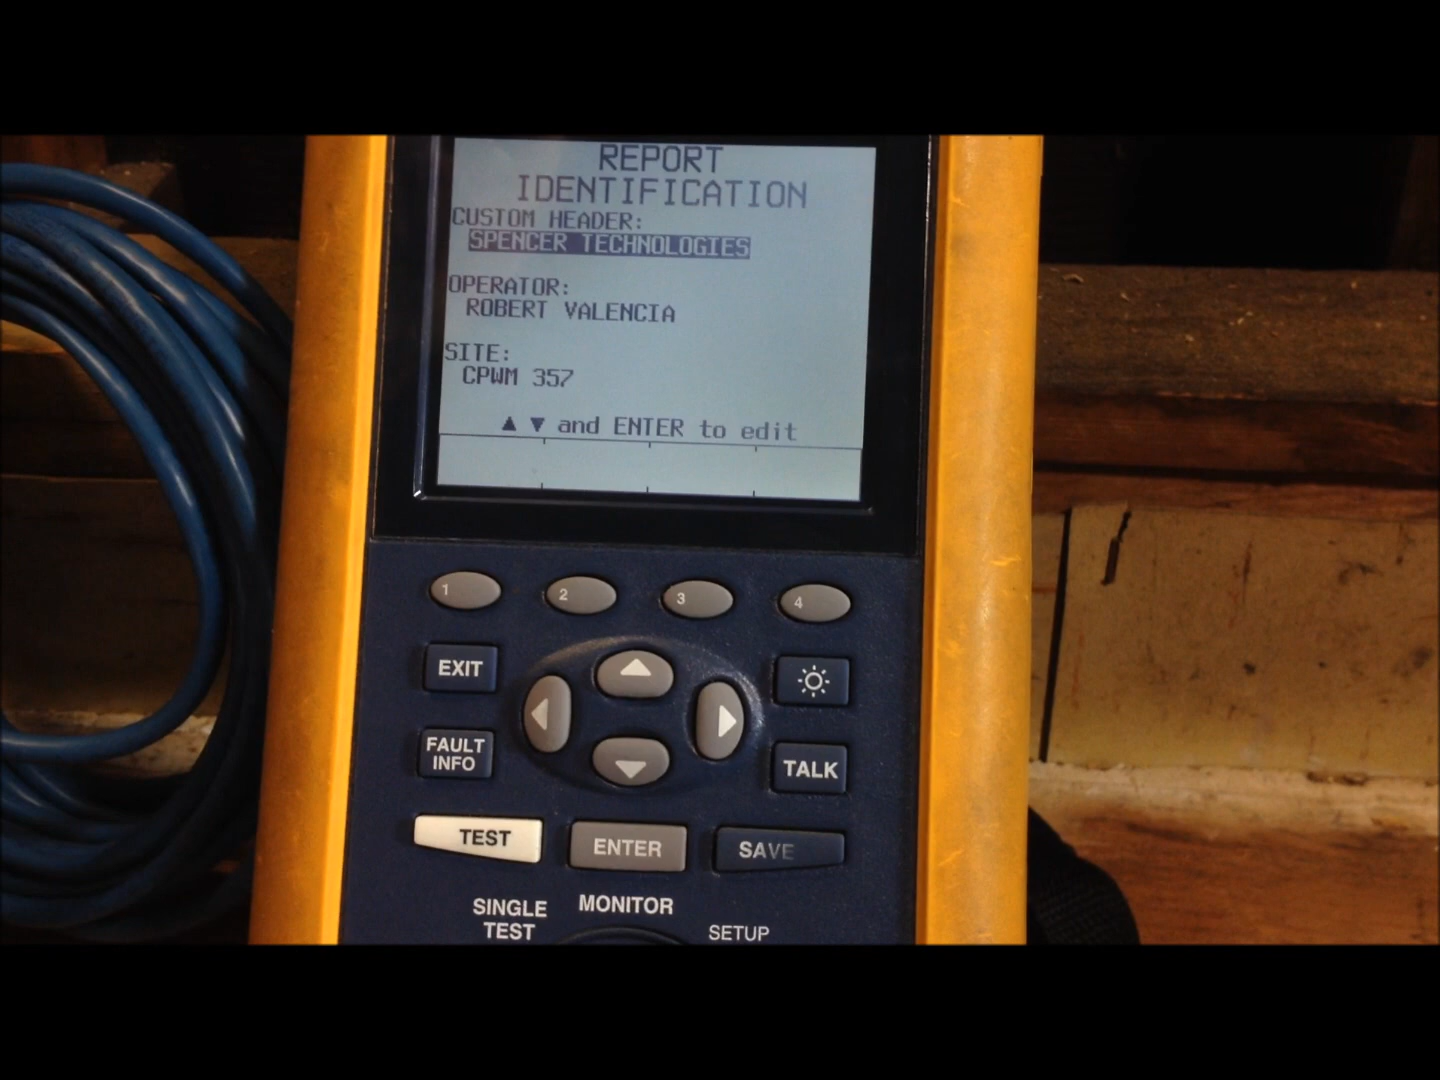 REPORT
IDENTIFICATION
CUSTOM HEADER:
SPENCER TECHNOLOGIES
OPERATOR:
ROBERT VALENCIA
SITE:
CPWM 357
▲ ▼ and ENTER to edit
1 2 3 4
EXIT
FAULT
INFO
TALK
TEST ENTER SAVE
SINGLE
TEST
MONITOR
SETUP